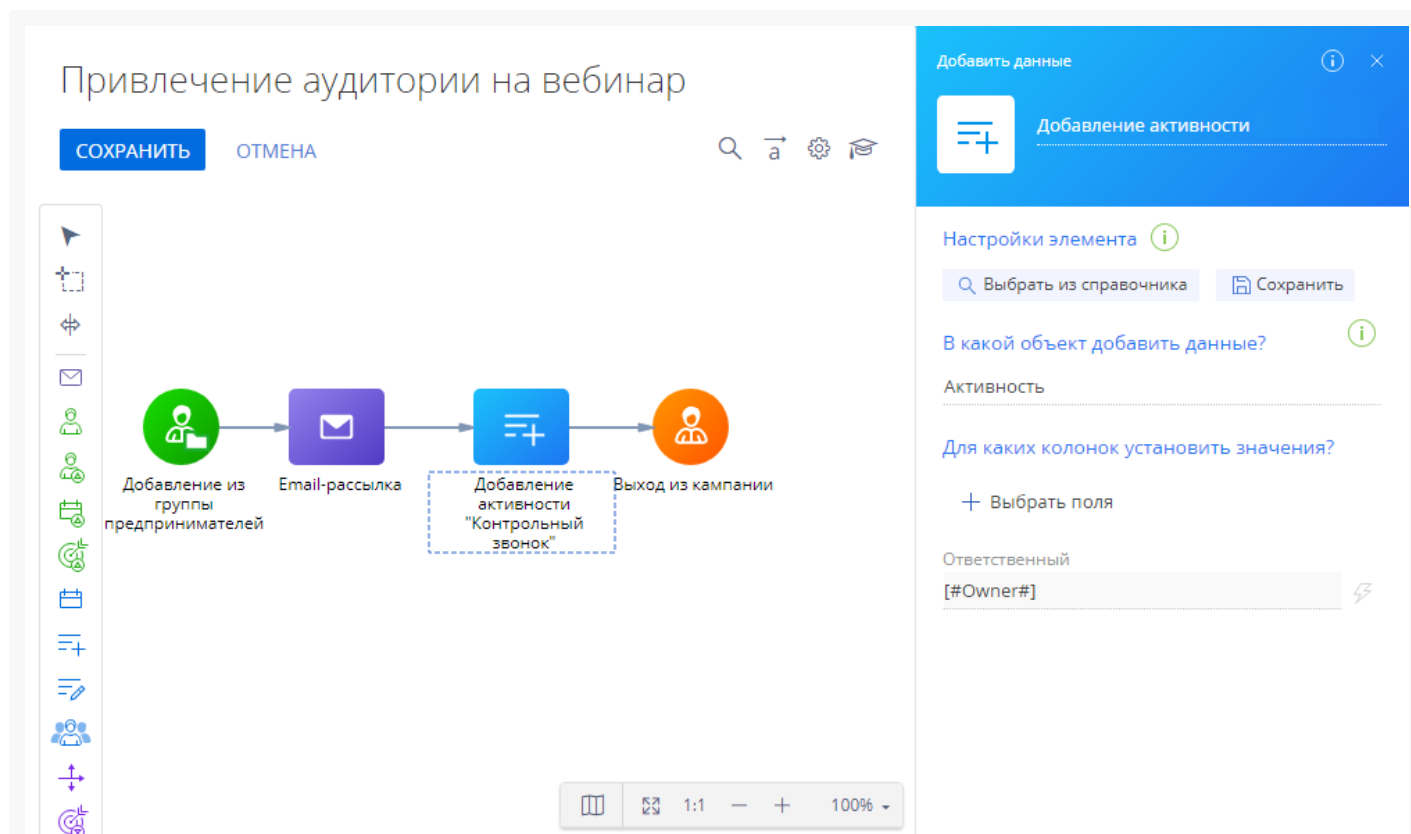 Привлечение аудитории на вебинар
СОХРАНИТЬ
ОТМЕНА
a
Добавление из
группы
предпринимателей
Email-рассылка
Добавление
активности
"Контрольный
звонок"
Выход из кампании
1:1
100%
Добавить данные
Добавление активности
Настройки элемента
Выбрать из справочника
Сохранить
В какой объект добавить данные?
Активность
Для каких колонок установить значения?
Выбрать поля
Ответственный
[#Owner#]